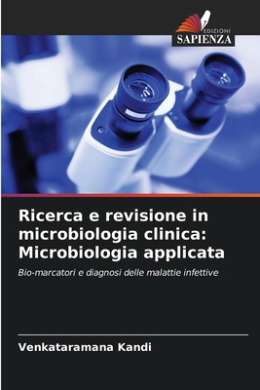 EDIZIONI
SAPIENZA
Ricerca e revisione in
microbiologia clinica:
Microbiologia applicata
Bio-marcatori e diagnosi delle malattie infettive
Venkataramana Kandi